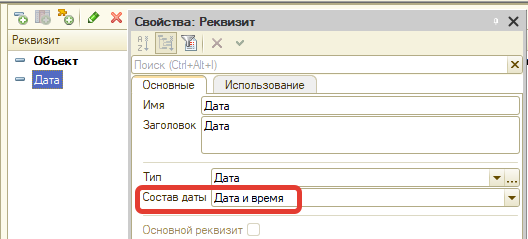 Свойства: Реквизит
Реквизит
Объект
Дата
Поиск (Ctrl+Alt+I)
Основные
Использование
Имя
Дата
Заголовок
Дата
Тип
Дата
Состав даты
Дата и время
Основной реквизит